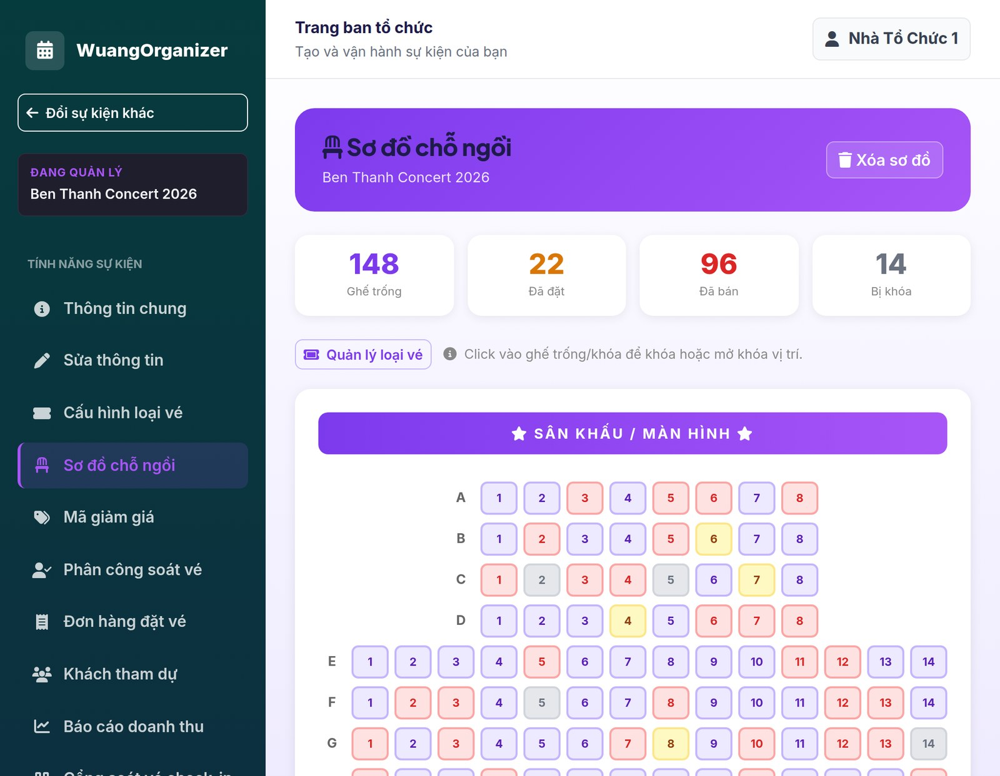 WuangOrganizer
Đổi sự kiện khác
ĐANG QUẢN LÝ
Ben Thanh Concert 2026
TÍNH NĂNG SỰ KIỆN
Thông tin chung
Sửa thông tin
Cấu hình loại vé
Sơ đồ chỗ ngồi
Mã giảm giá
Phân công soát vé
Đơn hàng đặt vé
Khách tham dự
Báo cáo doanh thu
Cổng soát vé check-in
Trang ban tổ chức
Tạo và vận hành sự kiện của bạn
Nhà Tổ Chức 1
Sơ đồ chỗ ngồi
Ben Thanh Concert 2026
Xóa sơ đồ
148 22 96 14
Ghế trống Đã đặt Đã bán Bị khóa
Quản lý loại vé Click vào ghế trống/khóa để khóa hoặc mở khóa vị trí.
SÂN KHẤU / MÀN HÌNH
A 1 2 3 4 5 6 7 8
B 1 2 3 4 5 6 7 8
C 1 2 3 4 5 6 7 8
D 1 2 3 4 5 6 7 8
E 1 2 3 4 5 6 7 8 9 10 11 12 13 14
F 1 2 3 4 5 6 7 8 9 10 11 12 13 14
G 1 2 3 4 5 6 7 8 9 10 11 12 13 14